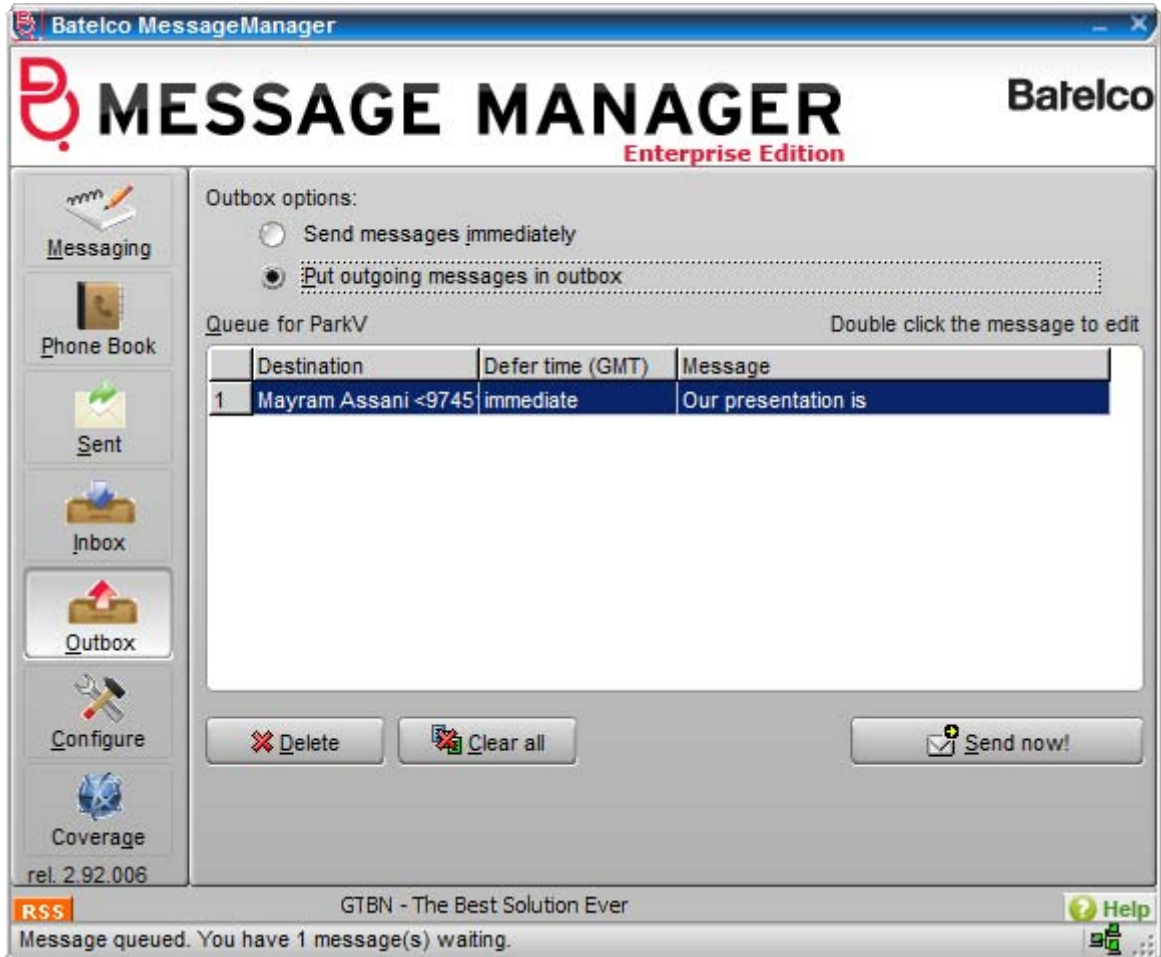 Batelco MessageManager
MESSAGE MANAGER
Enterprise Edition
Batelco
Messaging
Phone Book
Sent
Inbox
Outbox
Configure
Coverage
rel. 2.92.006
Outbox options:
Send messages immediately
Put outgoing messages in outbox
Queue for ParkV
Double click the message to edit
Destination Defer time (GMT) Message
1 Mayram Assani <9745 immediate Our presentation is
Delete
Clear all
Send now!
RSS
GTBN - The Best Solution Ever
Help
Message queued. You have 1 message(s) waiting.